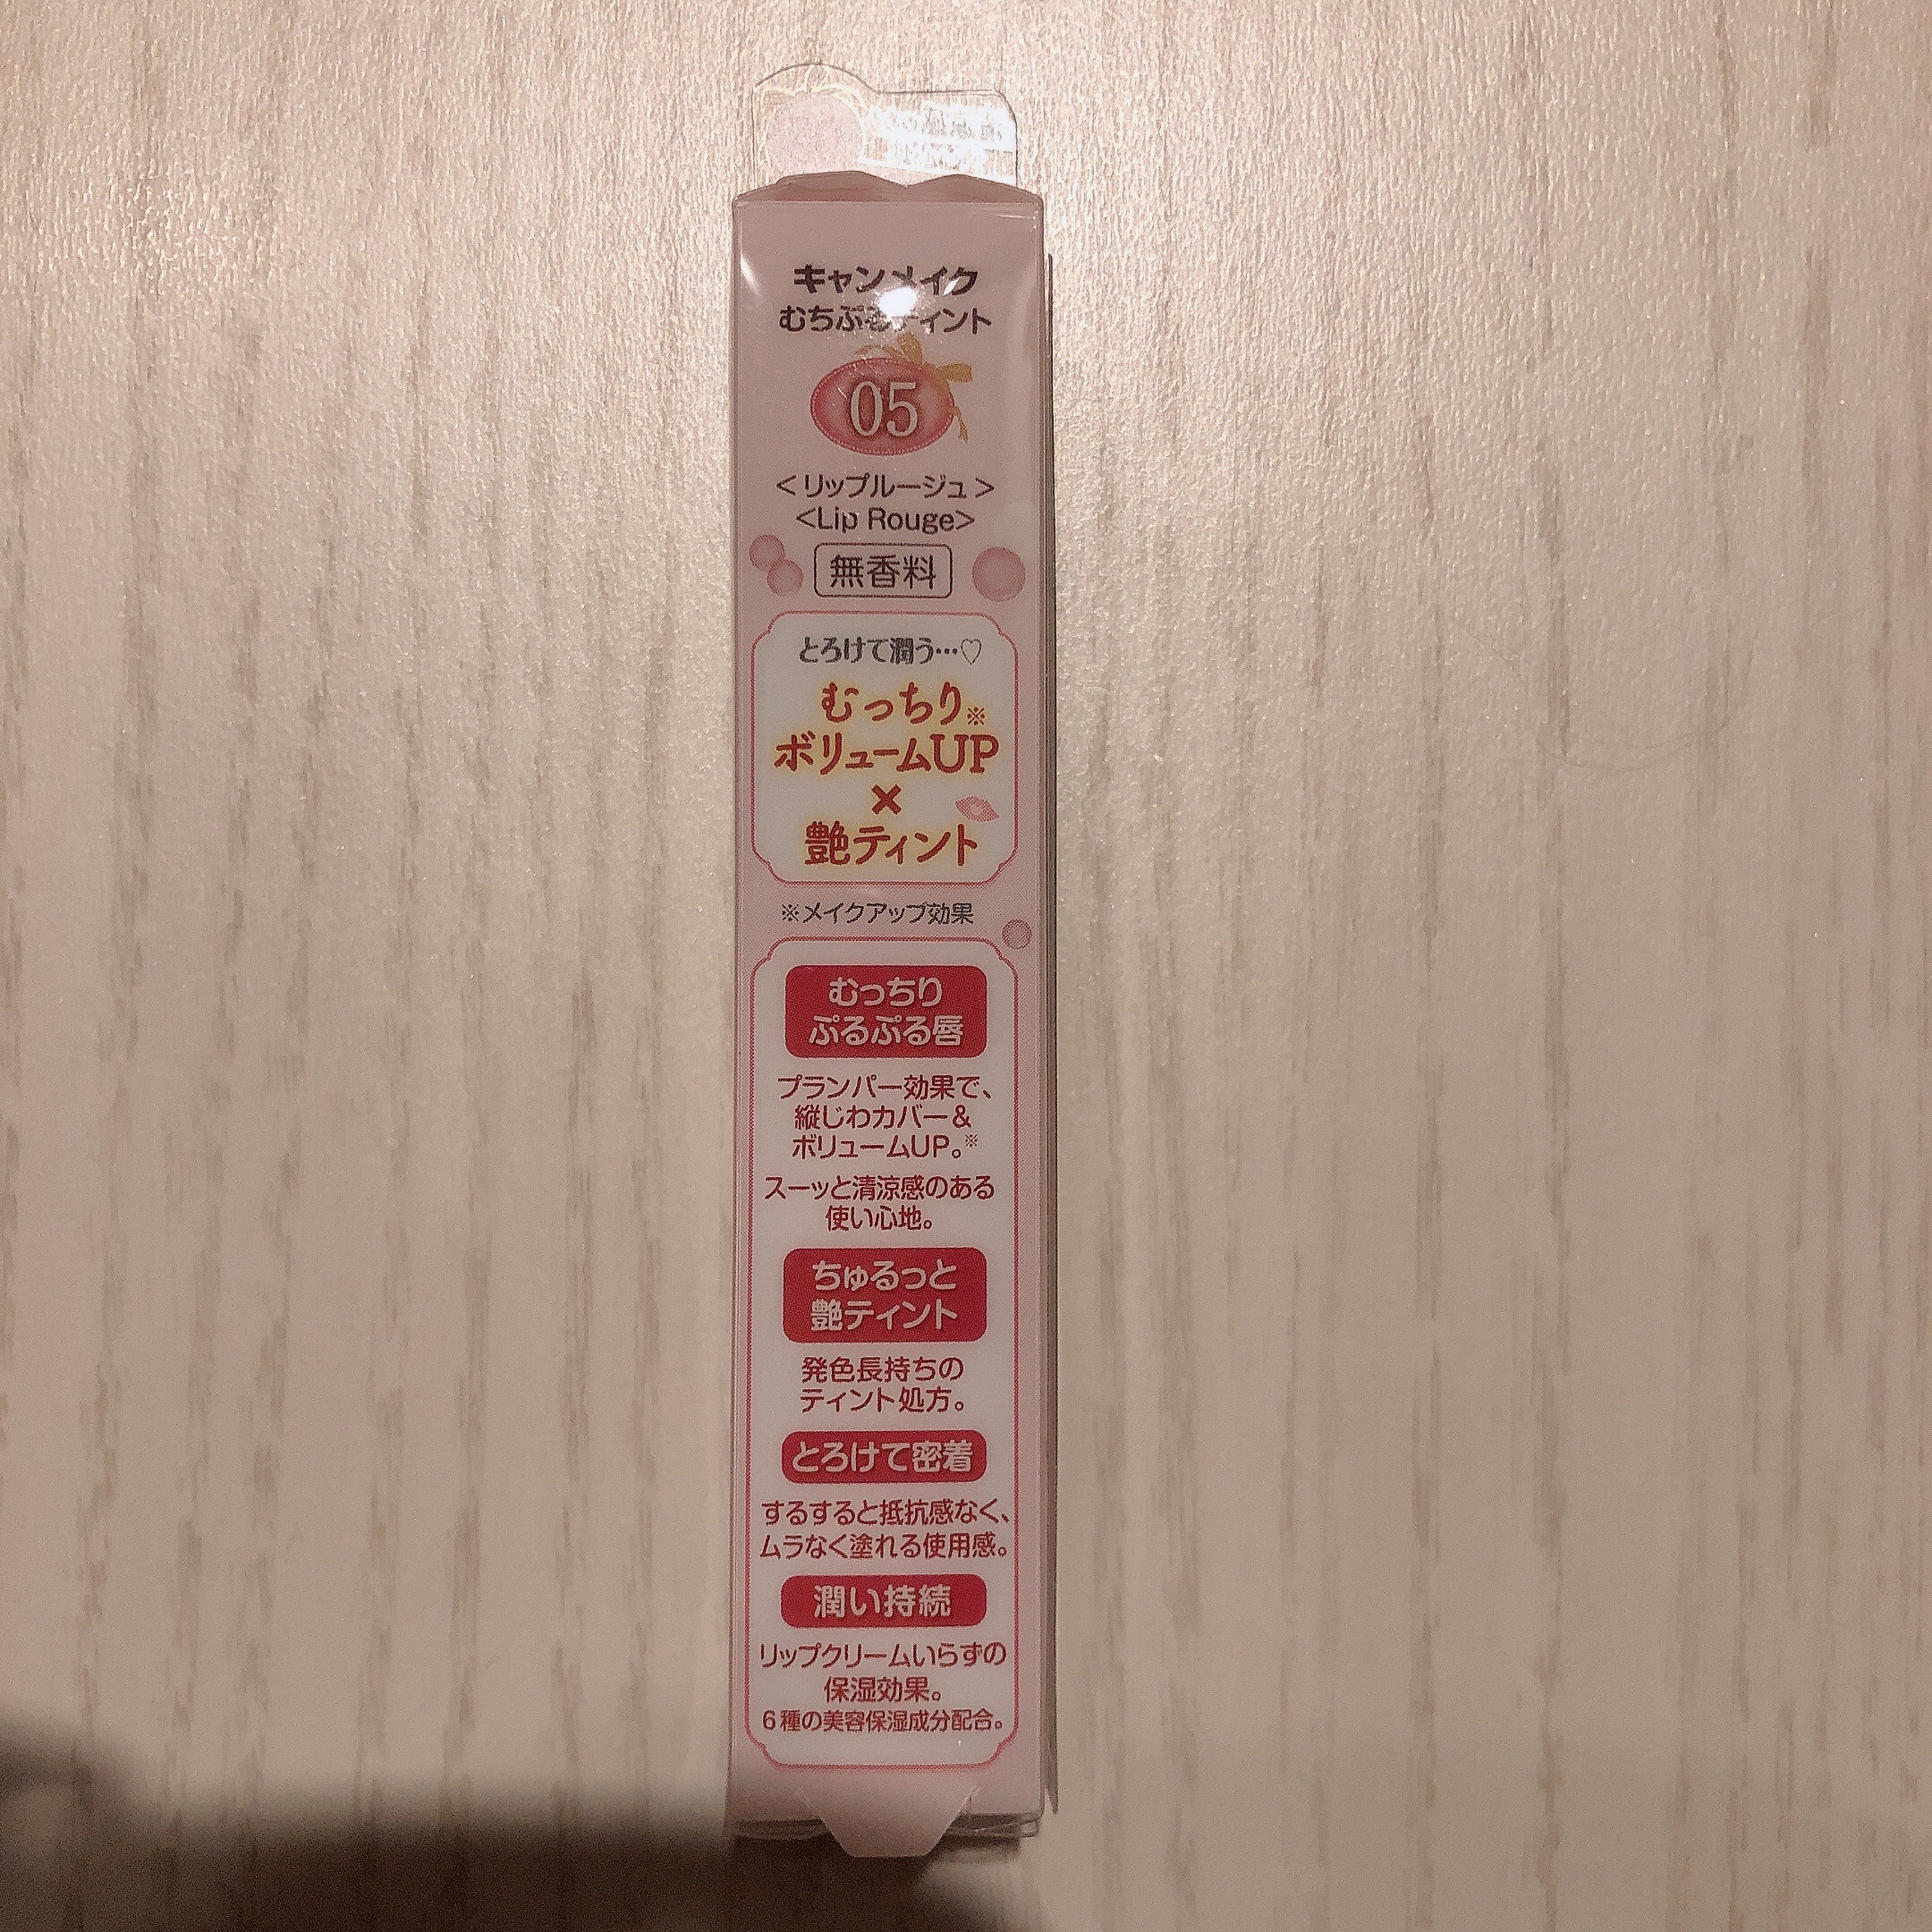 キャンメイク
むちぷるティント
05
＜リップルージュ＞
<Lip Rouge>
無香料
とろけて潤う…♡
むっちり※
ボリュームUP
×
艶ティント
※メイクアップ効果
むっちり
ぷるぷる唇
プランパー効果で、
縦じわカバー＆
ボリュームUP。※
スーッと清涼感のある
使い心地。
ちゅるっと
艶ティント
発色長持ちの
ティント処方。
とろけて密着
するすると抵抗感なく、
ムラなく塗れる使用感。
潤い持続
リップクリームいらずの
保湿効果。
6種の美容保湿成分配合。